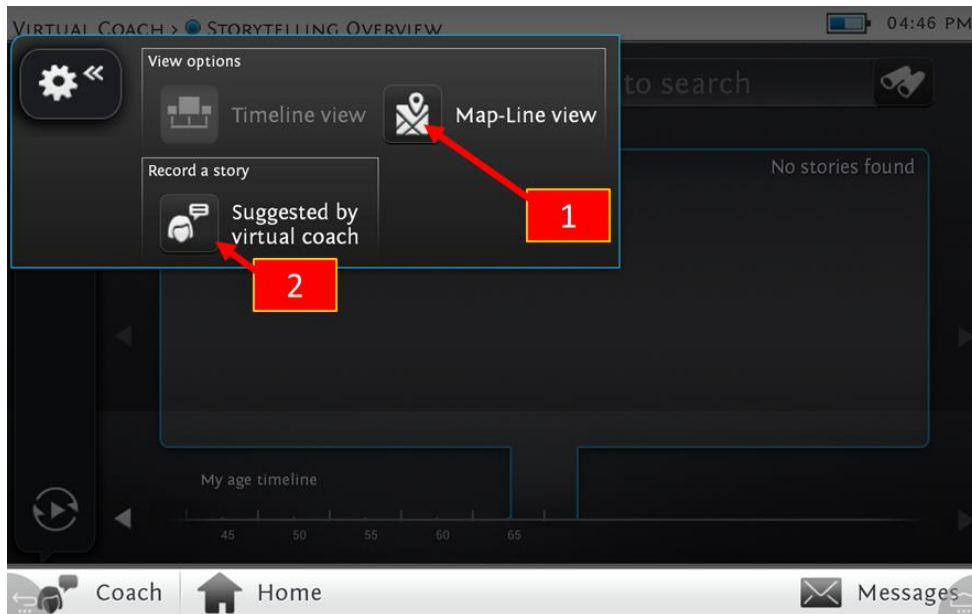 VIRTUAL COACH > STORYTELLING OVERVIEW
04:46 PM
View options
to search
Timeline view
Map-Line view
Record a story
No stories found
Suggested by
virtual coach
1
2
My age timeline
45 50 55 60 65
Coach
Home
Messages